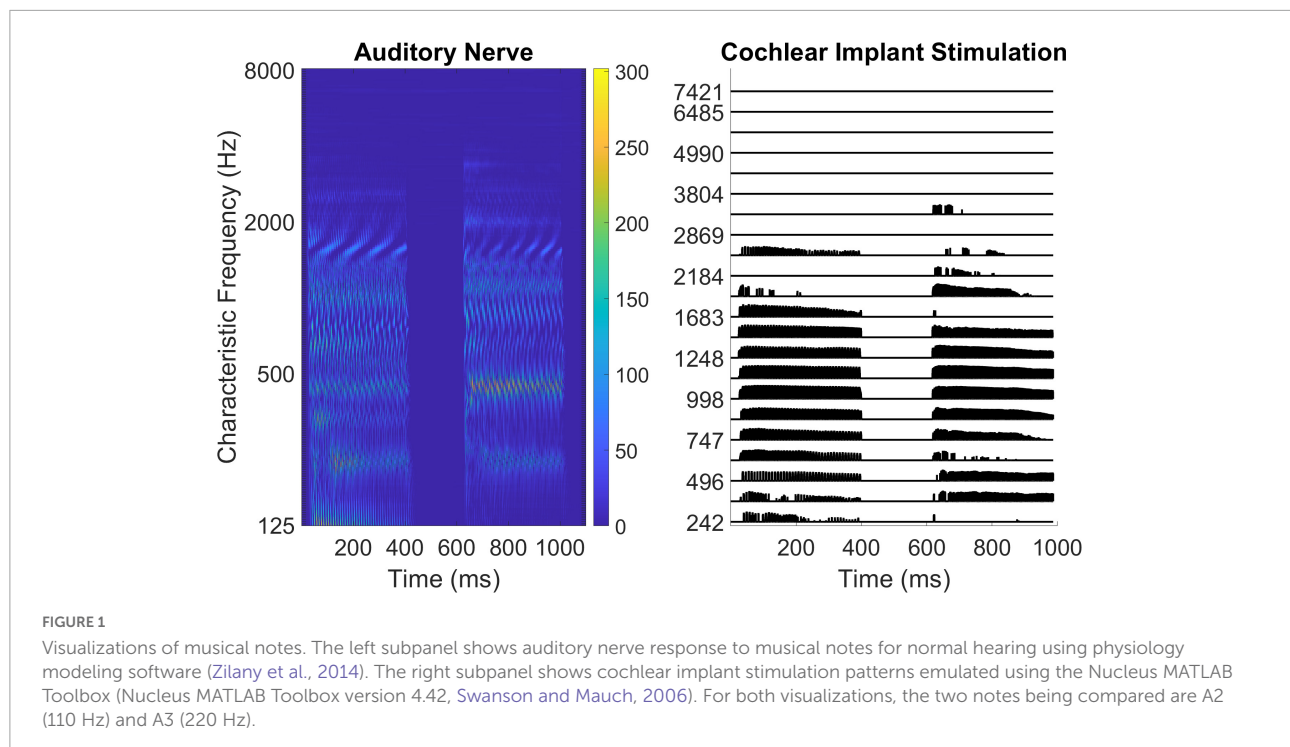 Auditory Nerve
Cochlear Implant Stimulation
8000
2000
500
125
Characteristic Frequency (Hz)
200 400 600 800 1000
Time (ms)
300
250
200
150
100
50
0
7421
6485
4990
3804
2869
2184
1683
1248
998
747
496
242
200 400 600 800 1000
Time (ms)
FIGURE 1
Visualizations of musical notes. The left subpanel shows auditory nerve response to musical notes for normal hearing using physiology
modeling software (Zilany et al., 2014). The right subpanel shows cochlear implant stimulation patterns emulated using the Nucleus MATLAB
Toolbox (Nucleus MATLAB Toolbox version 4.42, Swanson and Mauch, 2006). For both visualizations, the two notes being compared are A2
(110 Hz) and A3 (220 Hz).